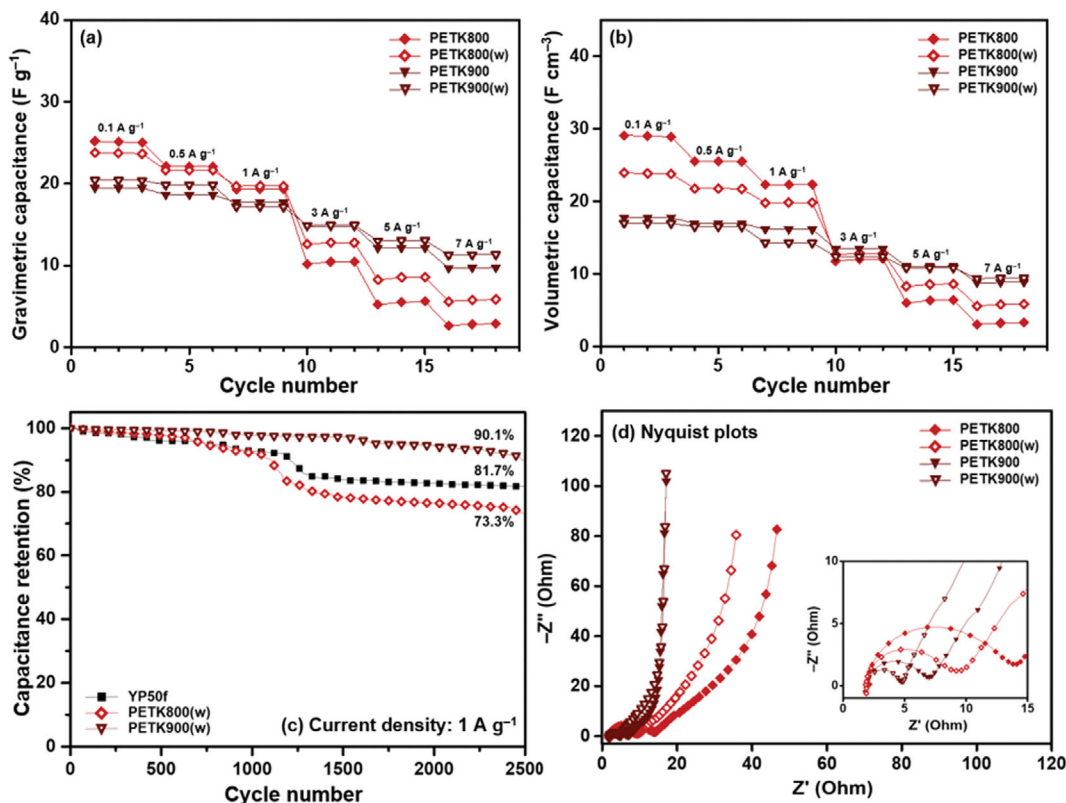 (a)
PETK800
PETK800(w)
PETK900
PETK900(w)
0.1 A g⁻¹
0.5 A g⁻¹
1 A g⁻¹
3 A g⁻¹
5 A g⁻¹
7 A g⁻¹
40
30
20
10
0
0 5 10 15
Gravimetric capacitance (F g⁻¹)
Cycle number
(b)
PETK800
PETK800(w)
PETK900
PETK900(w)
0.1 A g⁻¹
0.5 A g⁻¹
1 A g⁻¹
3 A g⁻¹
5 A g⁻¹
7 A g⁻¹
40
30
20
10
0
0 5 10 15
Volumetric capacitance (F cm⁻³)
Cycle number
100
80
60
40
20
0
90.1%
81.7%
73.3%
YP50f
PETK800(w)
PETK900(w)
(c) Current density: 1 A g⁻¹
0 500 1000 1500 2000 2500
Capacitance retention (%)
Cycle number
(d) Nyquist plots
PETK800
PETK800(w)
PETK900
PETK900(w)
120
100
80
60
40
20
0
0 20 40 60 80 100 120
−Z'' (Ohm)
Z' (Ohm)
10
5
0
0 5 10 15
−Z'' (Ohm)
Z' (Ohm)